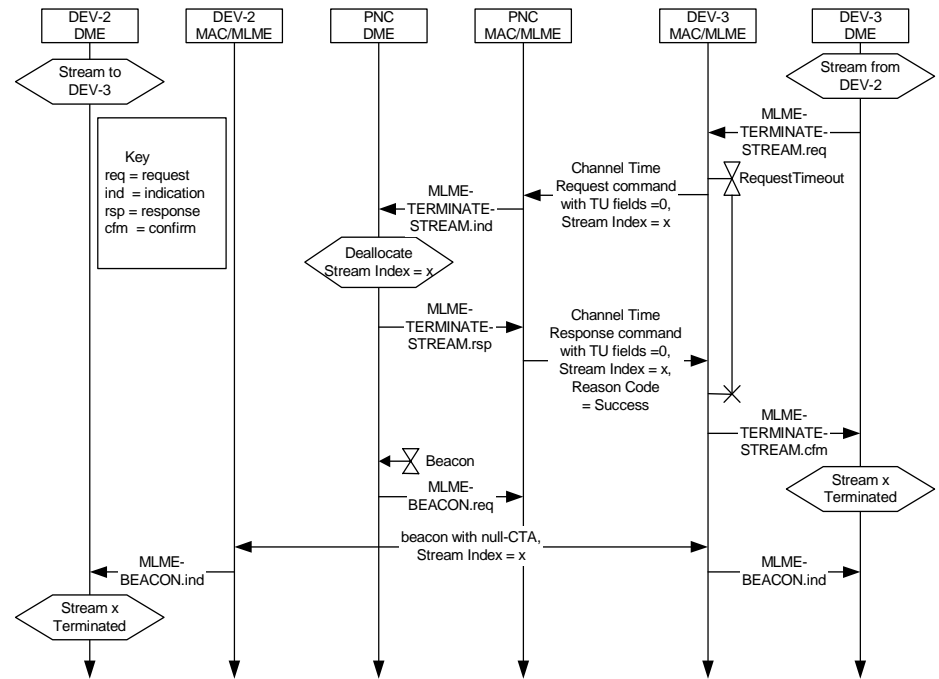 DEV-2
DME
DEV-2
MAC/MLME
PNC
DME
PNC
MAC/MLME
DEV-3
MAC/MLME
DEV-3
DME
Stream to
DEV-3
Stream from
DEV-2
Key
req = request
ind = indication
rsp = response
cfm = confirm
MLME-
TERMINATE-
STREAM.req
RequestTimeout
Channel Time
Request command
with TU fields =0,
Stream Index = x
MLME-
TERMINATE-
STREAM.ind
Deallocate
Stream Index = x
MLME-
TERMINATE-
STREAM.rsp
Channel Time
Response command
with TU fields =0,
Stream Index = x,
Reason Code
= Success
MLME-
TERMINATE-
STREAM.cfm
Beacon
MLME-
BEACON.req
Stream x
Terminated
beacon with null-CTA,
Stream Index = x
MLME-
BEACON.ind
MLME-
BEACON.ind
Stream x
Terminated